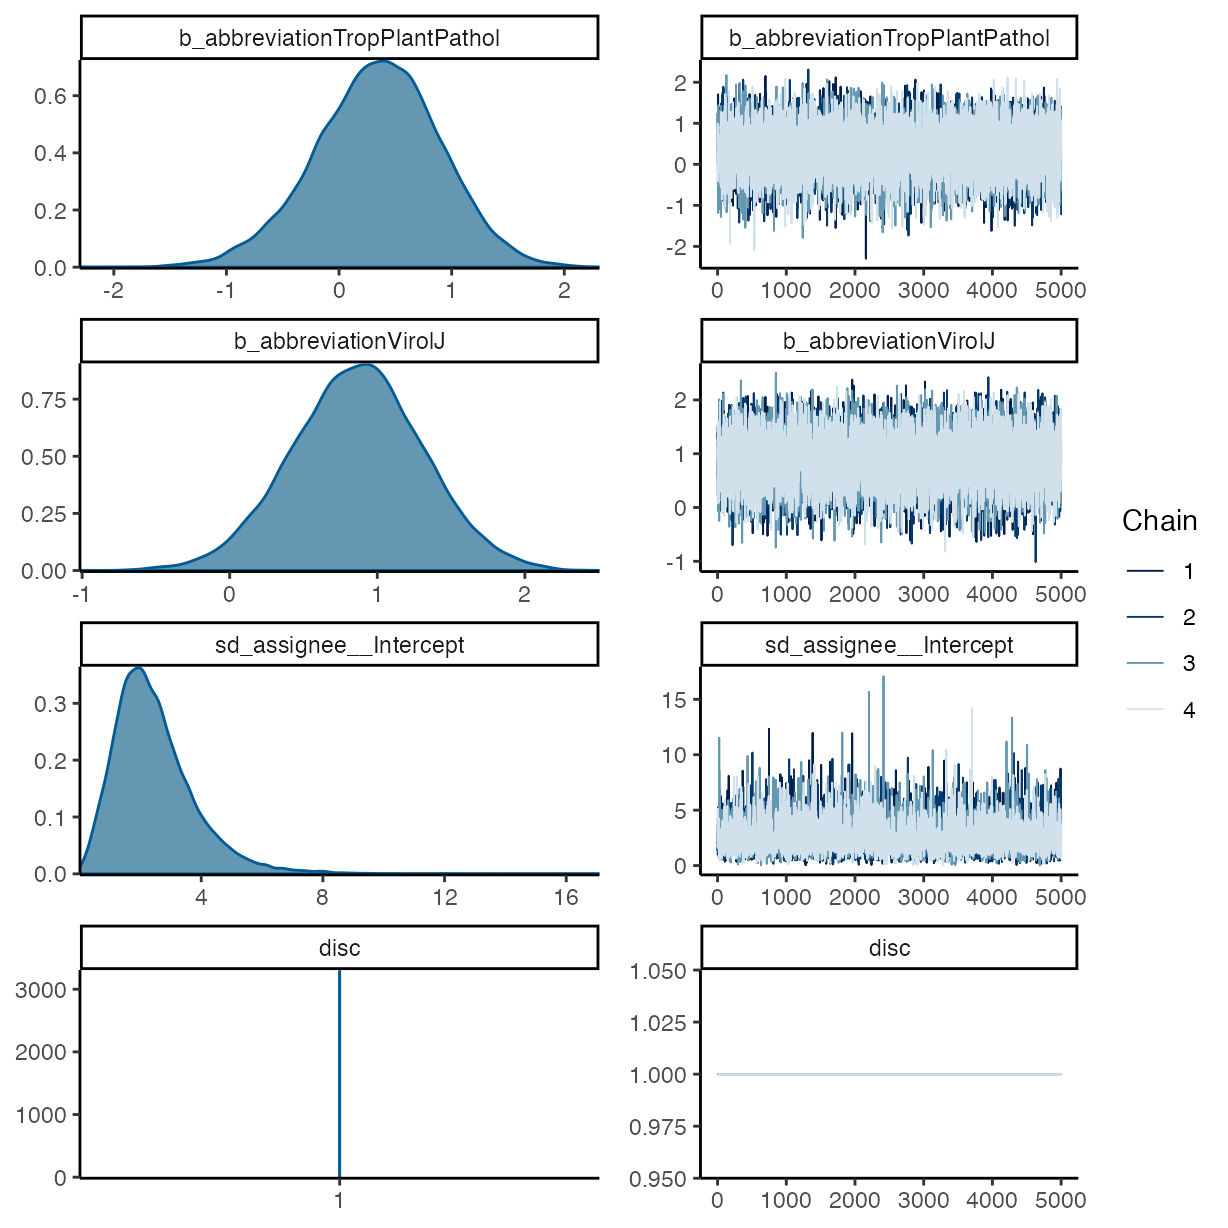 b_abbreviationTropPlantPathol
0.6
0.4
0.2
0.0
-2 -1 0 1 2
b_abbreviationTropPlantPathol
2
1
0
-1
-2
0 1000 2000 3000 4000 5000
b_abbreviationVirolJ
0.75
0.50
0.25
0.00
-1 0 1 2
b_abbreviationVirolJ
2
1
0
-1
0 1000 2000 3000 4000 5000
sd_assignee__Intercept
0.3
0.2
0.1
0.0
4 8 12 16
sd_assignee__Intercept
15
10
5
0
0 1000 2000 3000 4000 5000
disc
3000
2000
1000
0
1
disc
1.050
1.025
1.000
0.975
0.950
0 1000 2000 3000 4000 5000
Chain
1
2
3
4